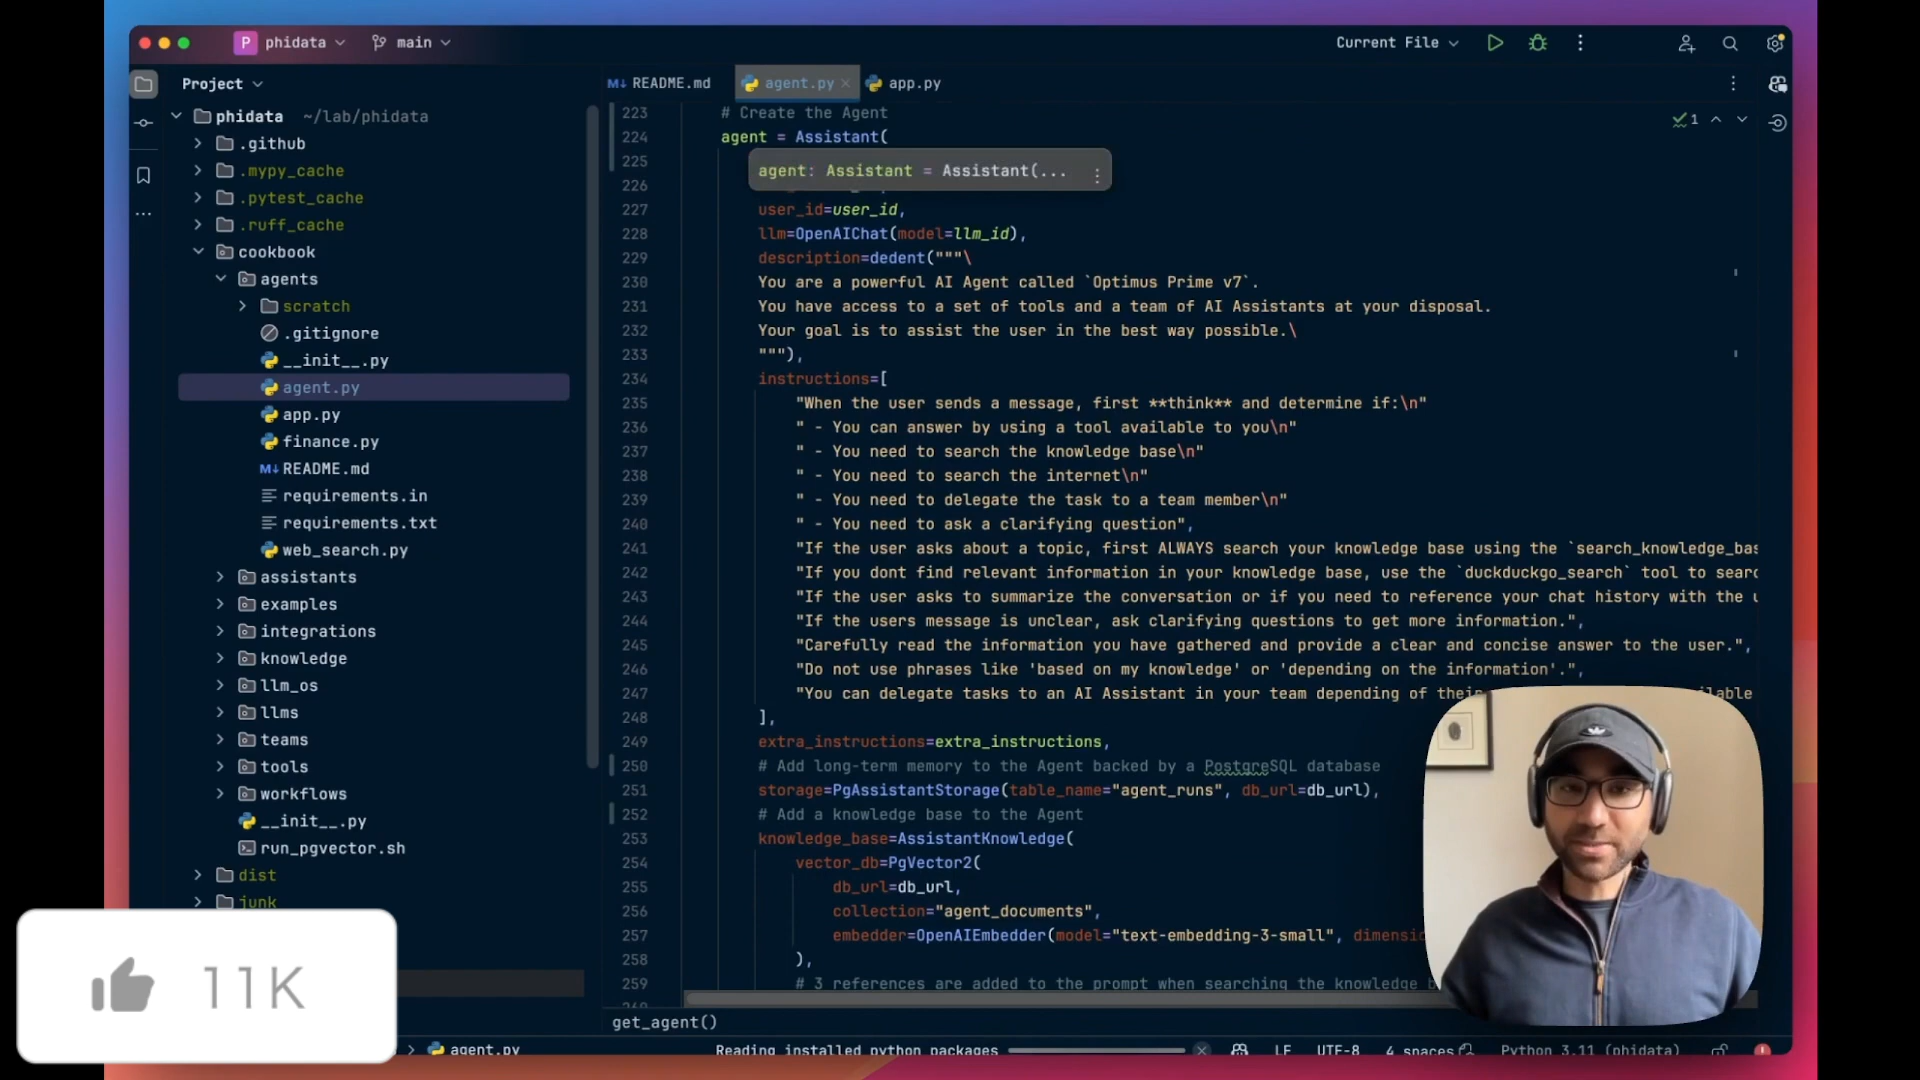 P phidata main Current File
Project README.md agent.py app.py
phidata ~/lab/phidata
.github
.mypy_cache
.pytest_cache
.ruff_cache
cookbook
agents
scratch
.gitignore
__init__.py
agent.py
app.py
finance.py
README.md
requirements.in
requirements.txt
web_search.py
assistants
examples
integrations
knowledge
llm_os
llms
teams
tools
workflows
__init__.py
run_pgvector.sh
dist
junk
11K
agent.py
223 # Create the Agent
224 agent = Assistant(
1
225
agent: Assistant = Assistant(...
226
227 user_id=user_id,
228 llm=OpenAIChat(model=llm_id),
229 description=dedent("""\
230 You are a powerful AI Agent called `Optimus Prime v7`.
231 You have access to a set of tools and a team of AI Assistants at your disposal.
232 Your goal is to assist the user in the best way possible.\
233 """),
234 instructions=[
235 "When the user sends a message, first **think** and determine if:\n"
236 " - You can answer by using a tool available to you\n"
237 " - You need to search the knowledge base\n"
238 " - You need to search the internet\n"
239 " - You need to delegate the task to a team member\n"
240 " - You need to ask a clarifying question",
241 "If the user asks about a topic, first ALWAYS search your knowledge base using the `search_knowledge_bas
242 "If you dont find relevant information in your knowledge base, use the `duckduckgo_search` tool to searc
243 "If the user asks to summarize the conversation or if you need to reference your chat history with the u
244 "If the users message is unclear, ask clarifying questions to get more information.",
245 "Carefully read the information you have gathered and provide a clear and concise answer to the user.",
246 "Do not use phrases like 'based on my knowledge' or 'depending on the information'.",
247 "You can delegate tasks to an AI Assistant in your team depending of their
248 ],
249 extra_instructions=extra_instructions,
250 # Add long-term memory to the Agent backed by a PostgreSQL database
251 storage=PgAssistantStorage(table_name="agent_runs", db_url=db_url),
252 # Add a knowledge base to the Agent
253 knowledge_base=AssistantKnowledge(
254 vector_db=PgVector2(
255 db_url=db_url,
256 collection="agent_documents",
257 embedder=OpenAIEmbedder(model="text-embedding-3-small", dimensio
258 ),
259 # 3 references are added to the prompt when searching the knowledge b
get_agent()
Reading installed python packages LF UTF-8 4 spaces Python 3.11 (phidata)